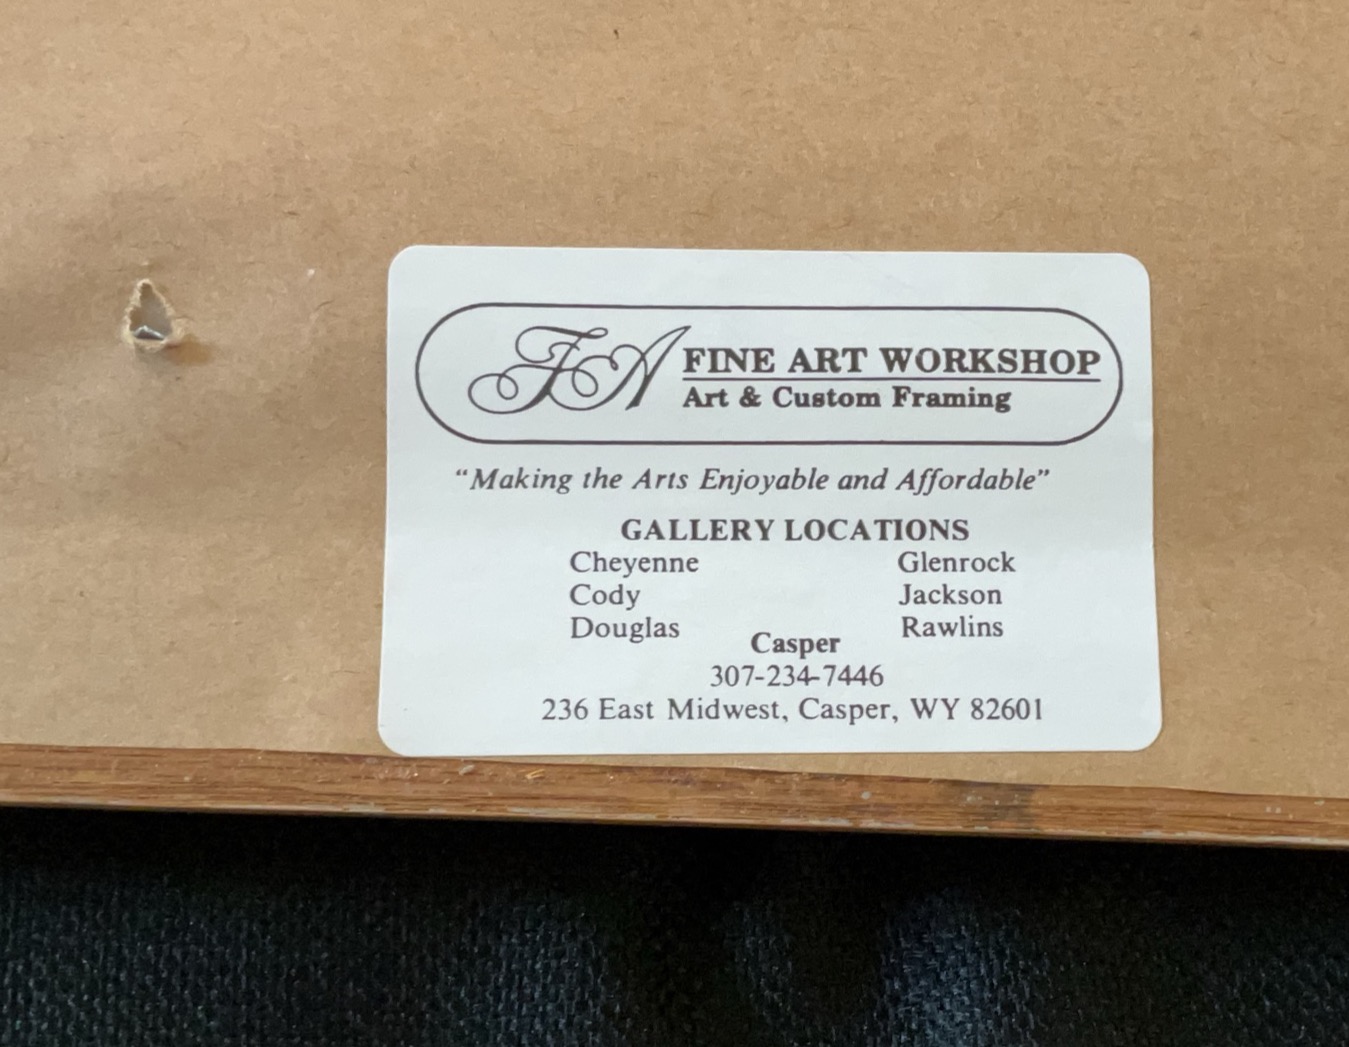 FA FINE ART WORKSHOP
Art & Custom Framing
“Making the Arts Enjoyable and Affordable”
GALLERY LOCATIONS
Cheyenne Glenrock
Cody Jackson
Douglas Rawlins
Casper
307-234-7446
236 East Midwest, Casper, WY 82601